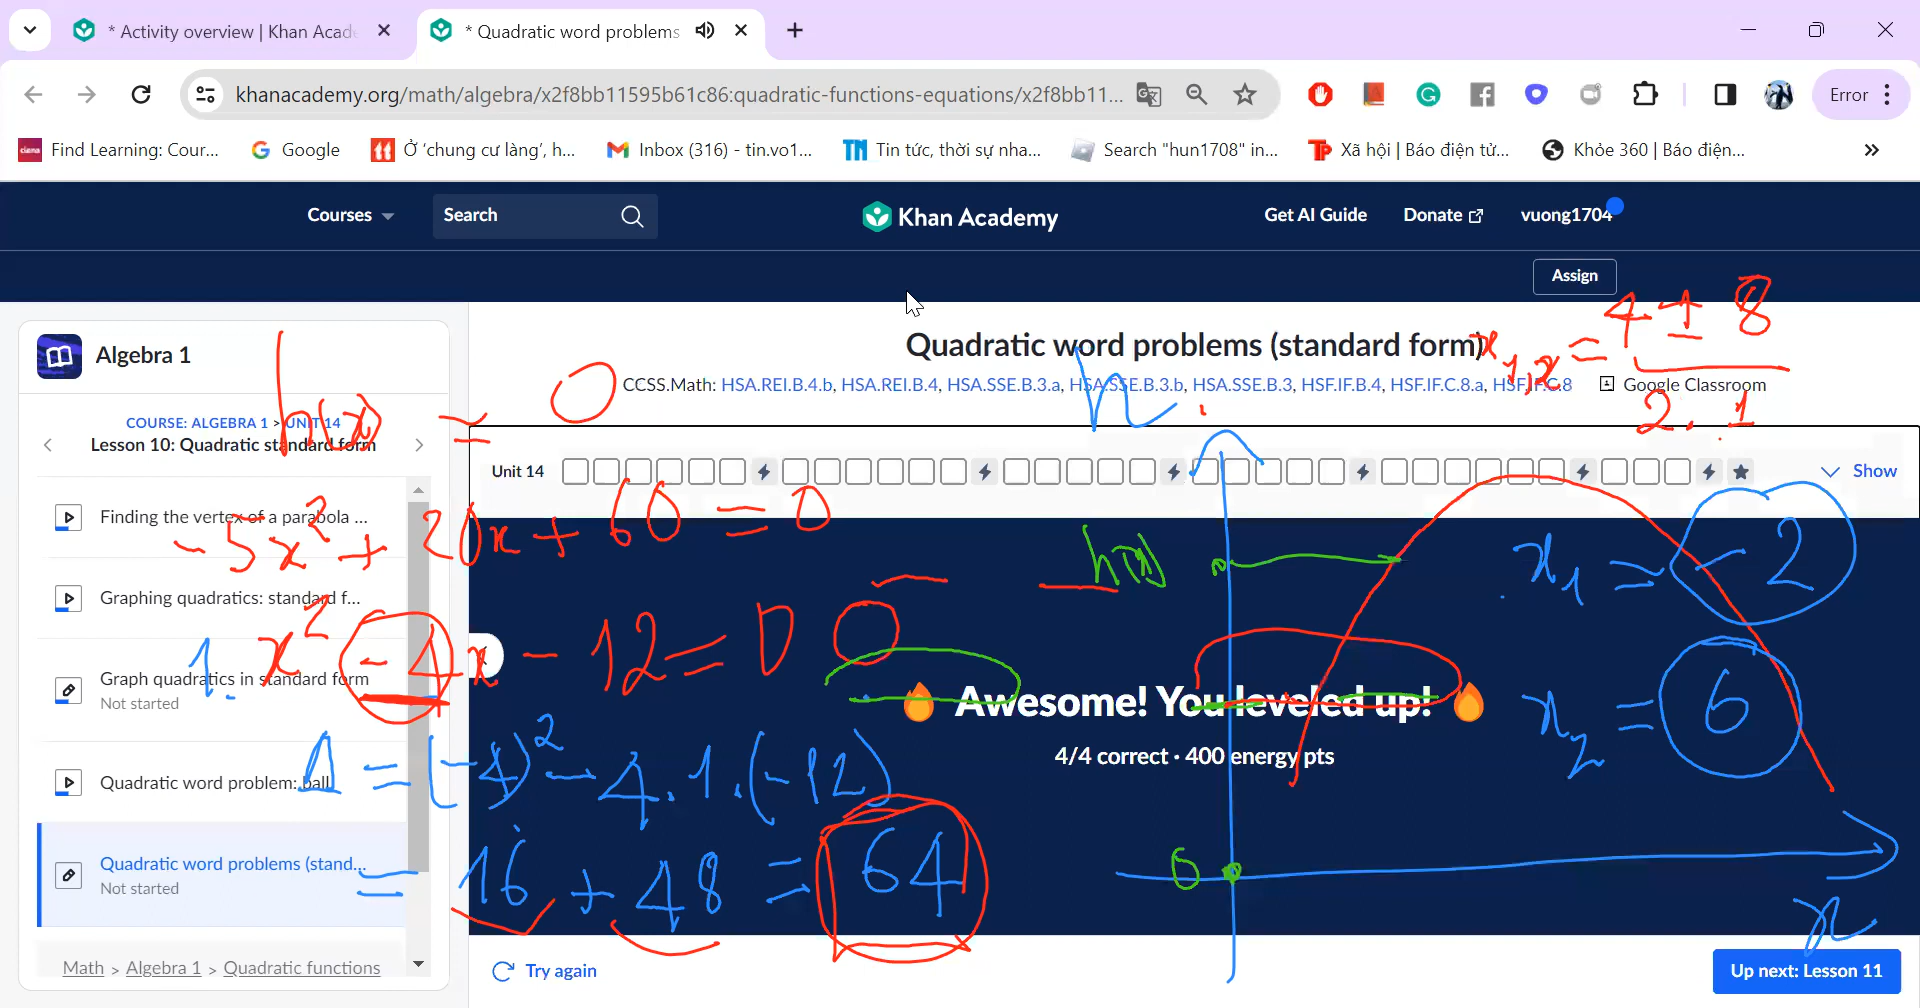 * Activity overview | Khan Acad
* Quadratic word problems
khanacademy.org/math/algebra/x2f8bb11595b61c86:quadratic-functions-equations/x2f8bb11...
Error
Find Learning: Cour...
Google
Ở 'chung cư làng', h...
Inbox (316) - tin.vo1...
Tin tức, thời sự nha...
Search "hun1708" in...
Xã hội | Báo điện tử...
Khỏe 360 | Báo điện...
Courses
Search
Khan Academy
Get AI Guide
Donate
vuong1704
Assign
Algebra 1
COURSE: ALGEBRA 1 > UNIT 14
Lesson 10: Quadratic standard form
Finding the vertex of a parabola ...
Graphing quadratics: standard f...
Graph quadratics in standard form
Not started
Quadratic word problem: ball
Quadratic word problems (stand...
Not started
Math > Algebra 1 > Quadratic functions
Quadratic word problems (standard form)
CCSS.Math: HSA.REI.B.4.b, HSA.REI.B.4, HSA.SSE.B.3.a, HSA.SSE.B.3.b, HSA.SSE.B.3, HSF.IF.B.4, HSF.IF.C.8.a, HSF.IF.C.8
Google Classroom
Unit 14
Show
Awesome! You leveled up!
4/4 correct · 400 energy pts
Try again
Up next: Lesson 11
h(x) = 0
-5x² + 20x + 60 = 0
1. x² - 4x - 12 = 0
Δ = (-4)² - 4.1.(-12)
= 16 + 48 = 64
x1,2 = 4 ± 8
2.1
x1 = -2
x2 = 6
h
h(x)
0
x